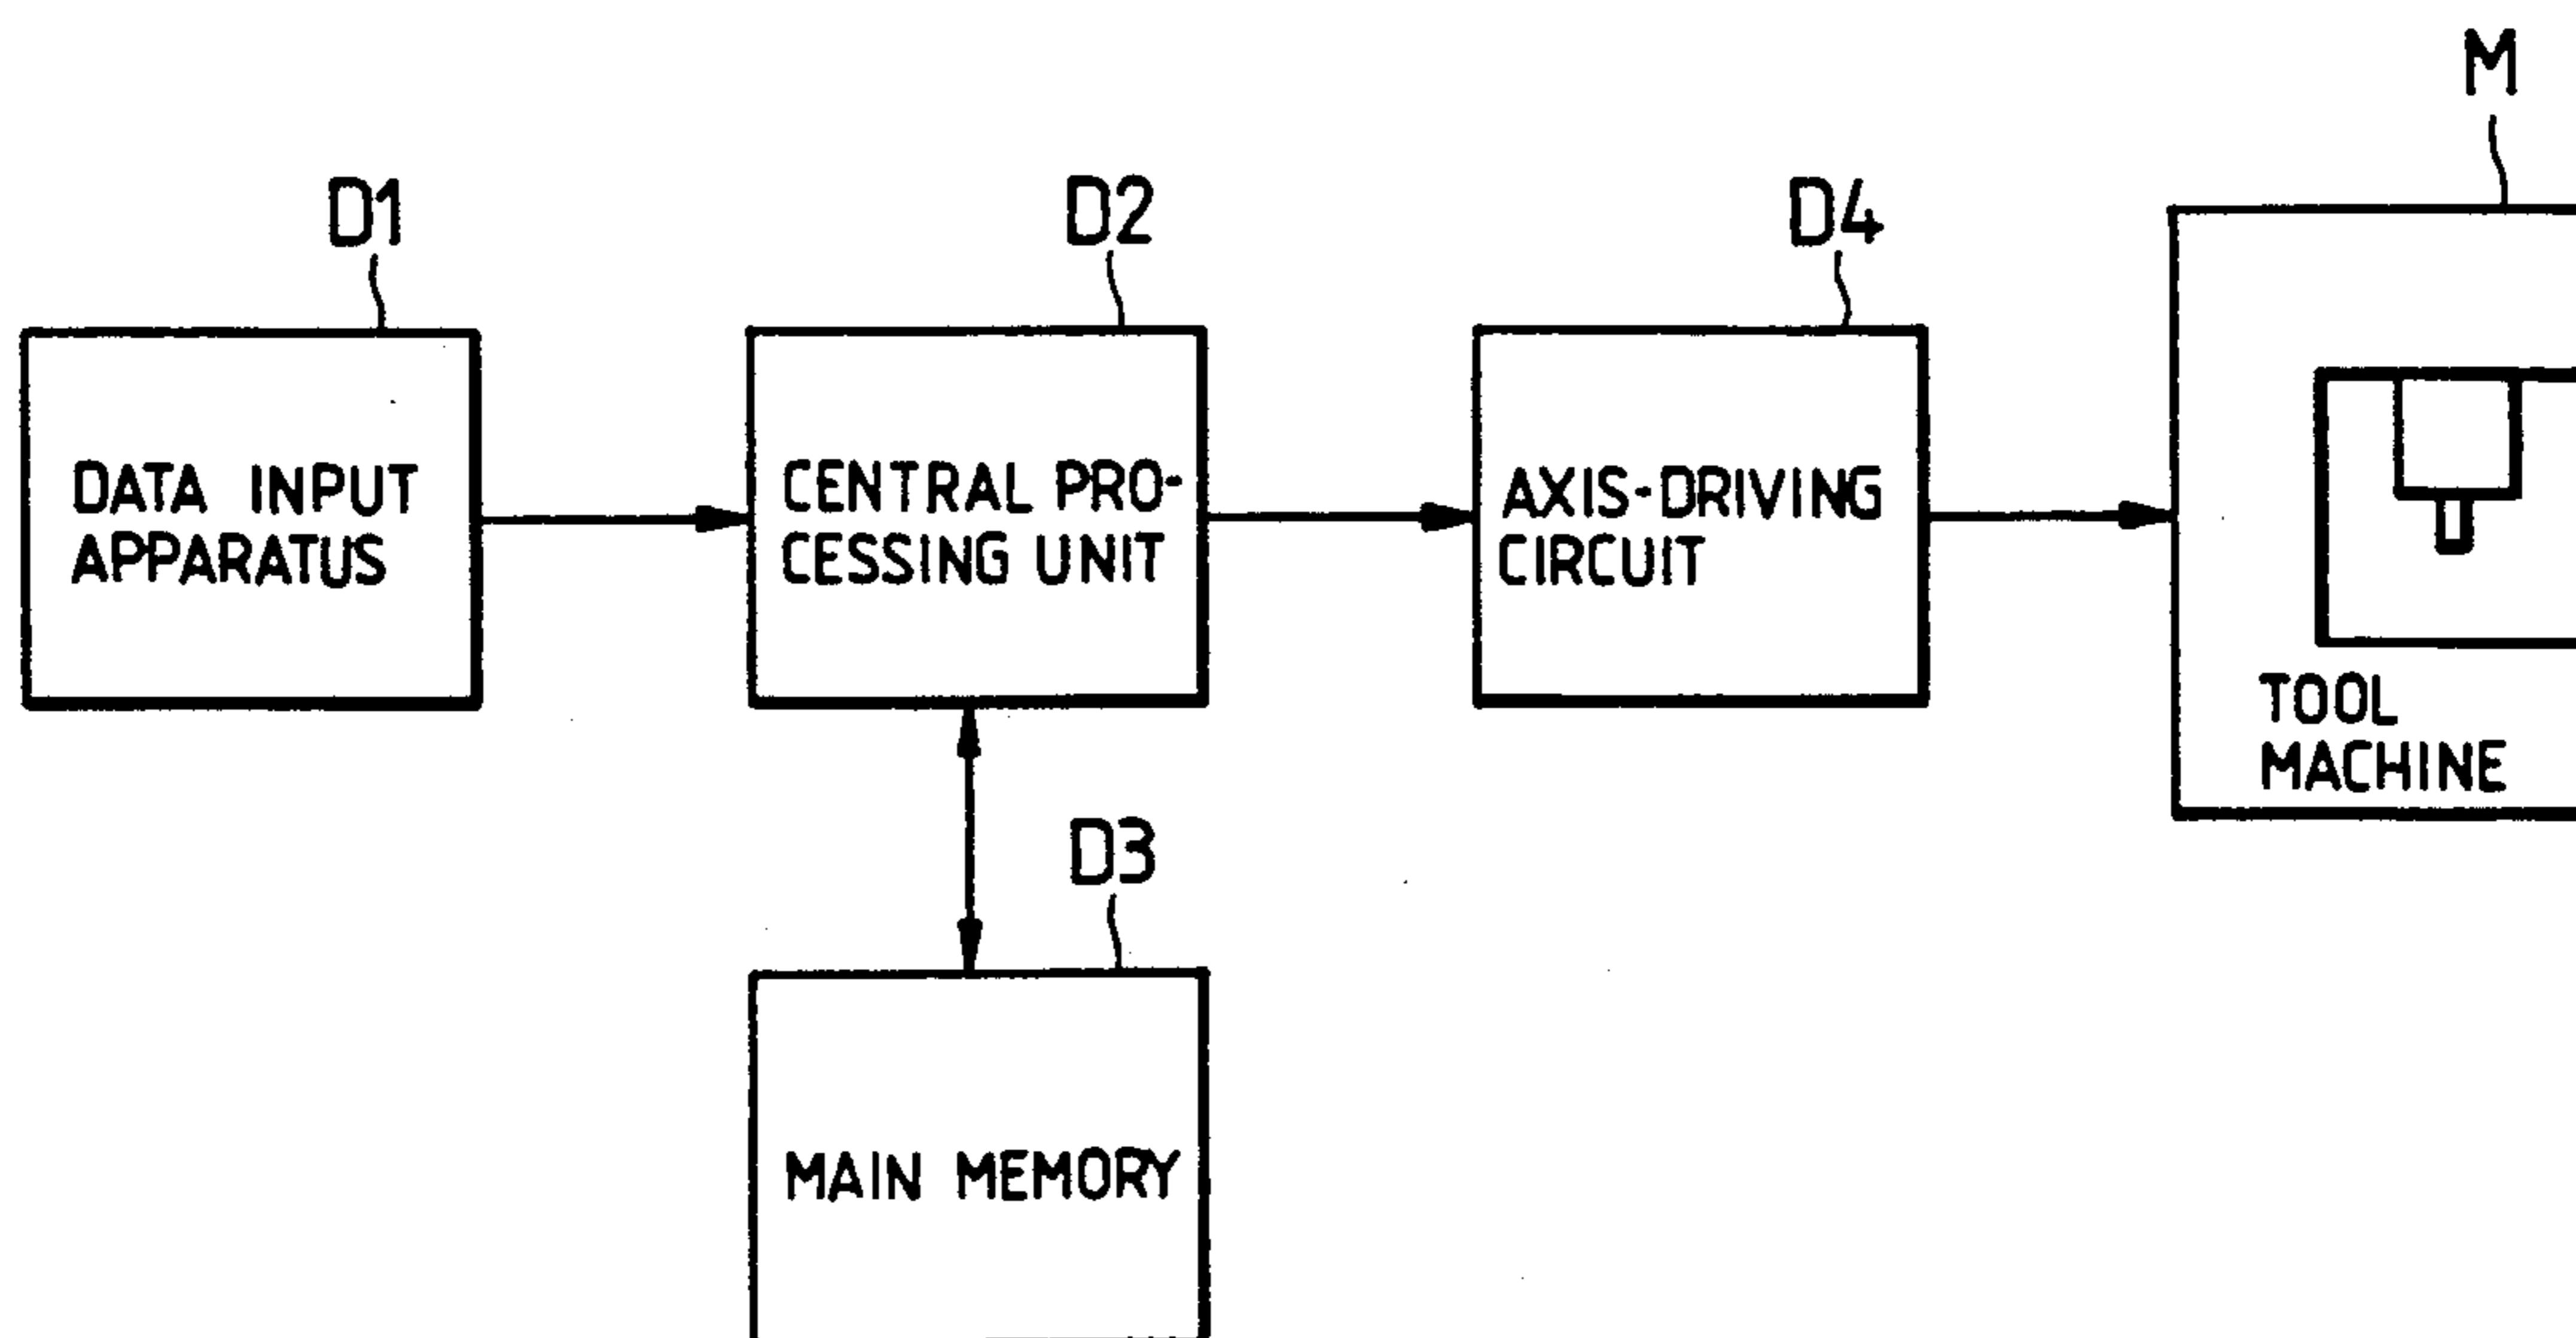 M
D1
D2
D4
DATA INPUT
APPARATUS
CENTRAL PRO-
CESSING UNIT
AXIS-DRIVING
CIRCUIT
TOOL
MACHINE
D3
MAIN MEMORY